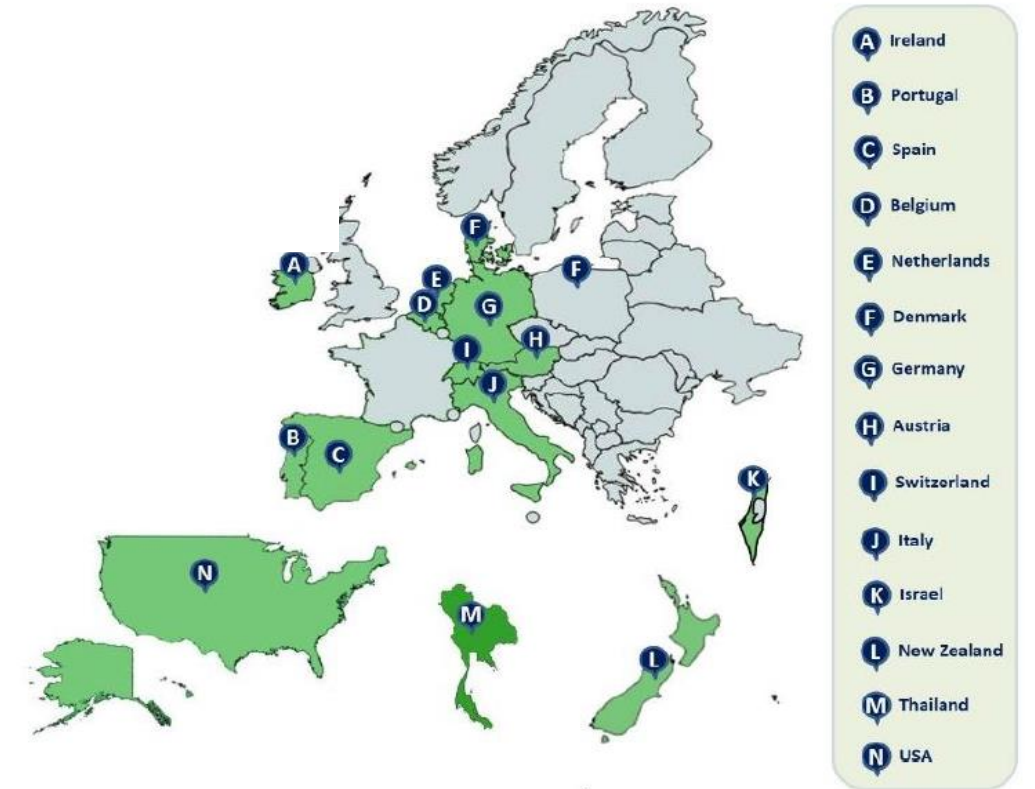 A Ireland
B Portugal
C Spain
D Belgium
E Netherlands
F Denmark
G Germany
H Austria
I Switzerland
J Italy
K Israel
L New Zealand
M Thailand
N USA
F
A
E
F
D
G
H
I
J
B
C
K
N
M
L